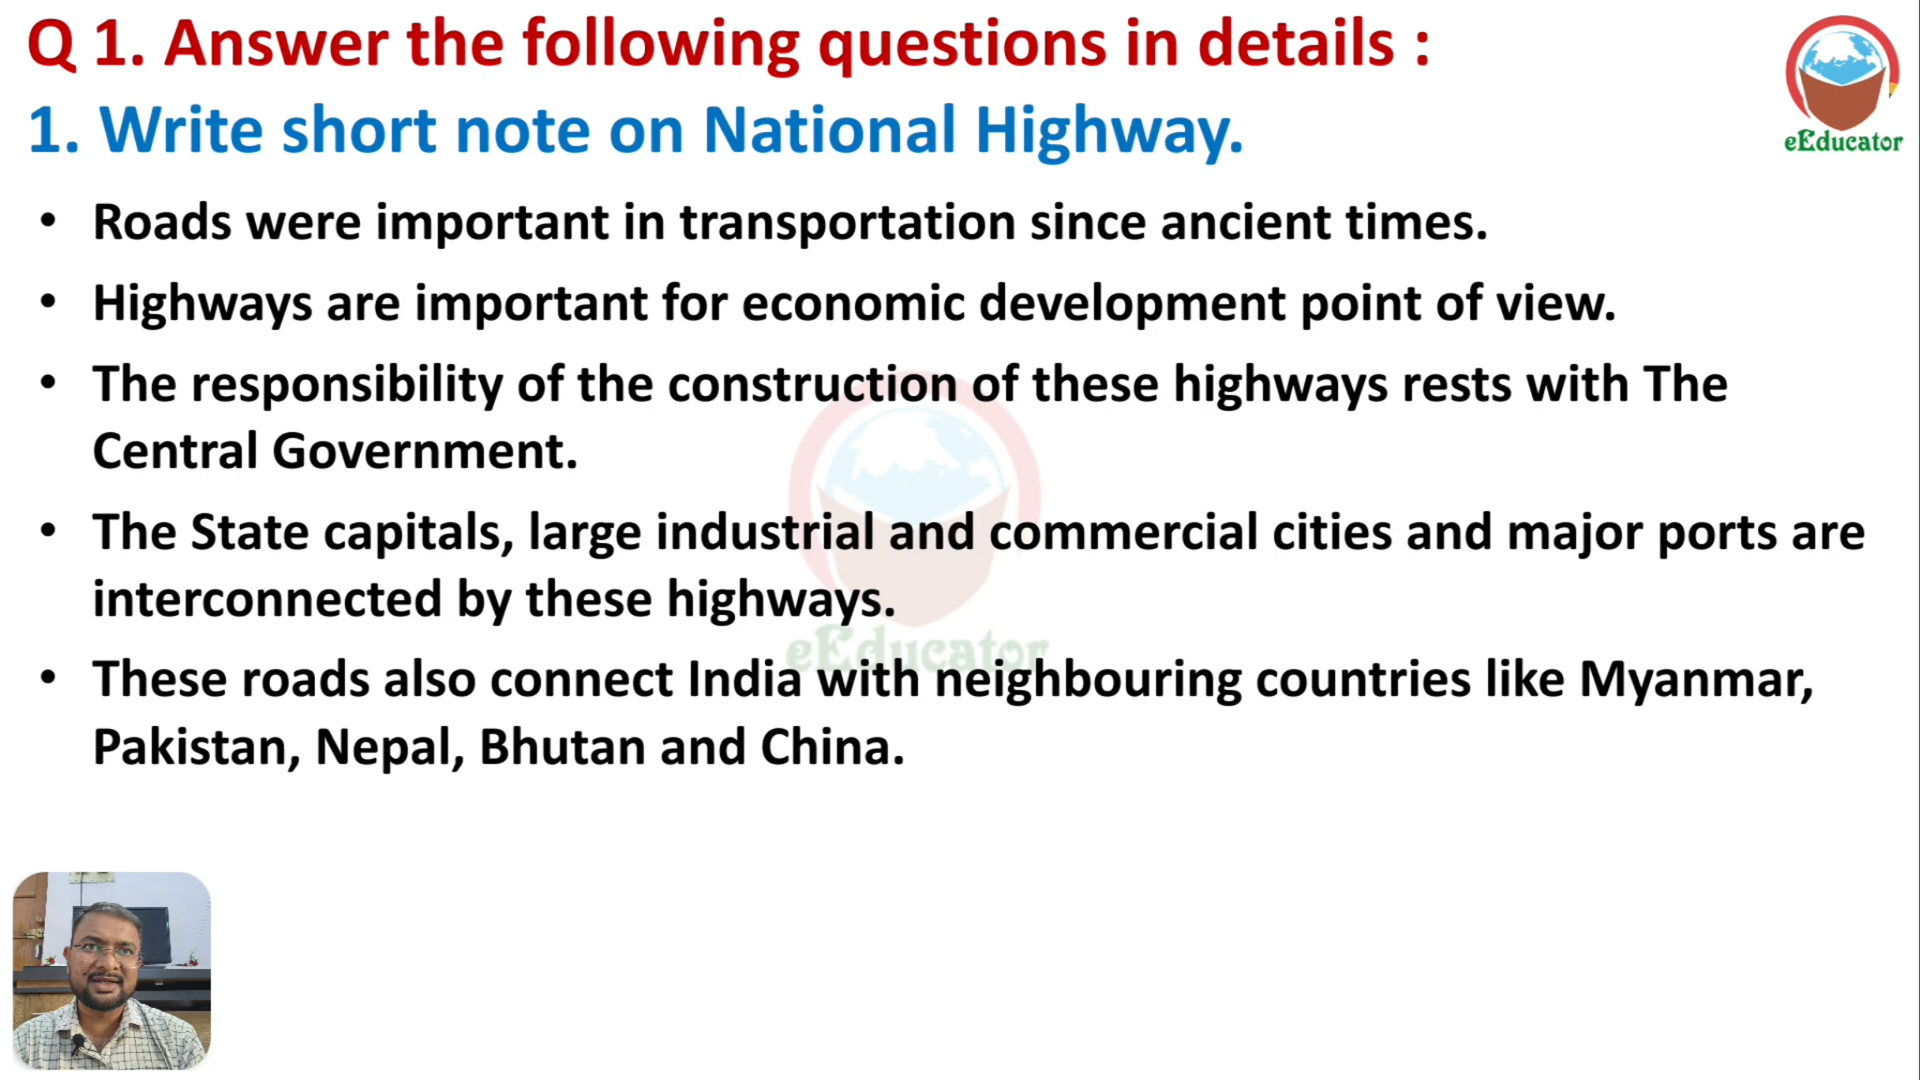 Q 1. Answer the following questions in details :
1. Write short note on National Highway.
eEducator
• Roads were important in transportation since ancient times.
• Highways are important for economic development point of view.
• The responsibility of the construction of these highways rests with The
Central Government.
• The State capitals, large industrial and commercial cities and major ports are
interconnected by these highways.
eEducator
• These roads also connect India with neighbouring countries like Myanmar,
Pakistan, Nepal, Bhutan and China.